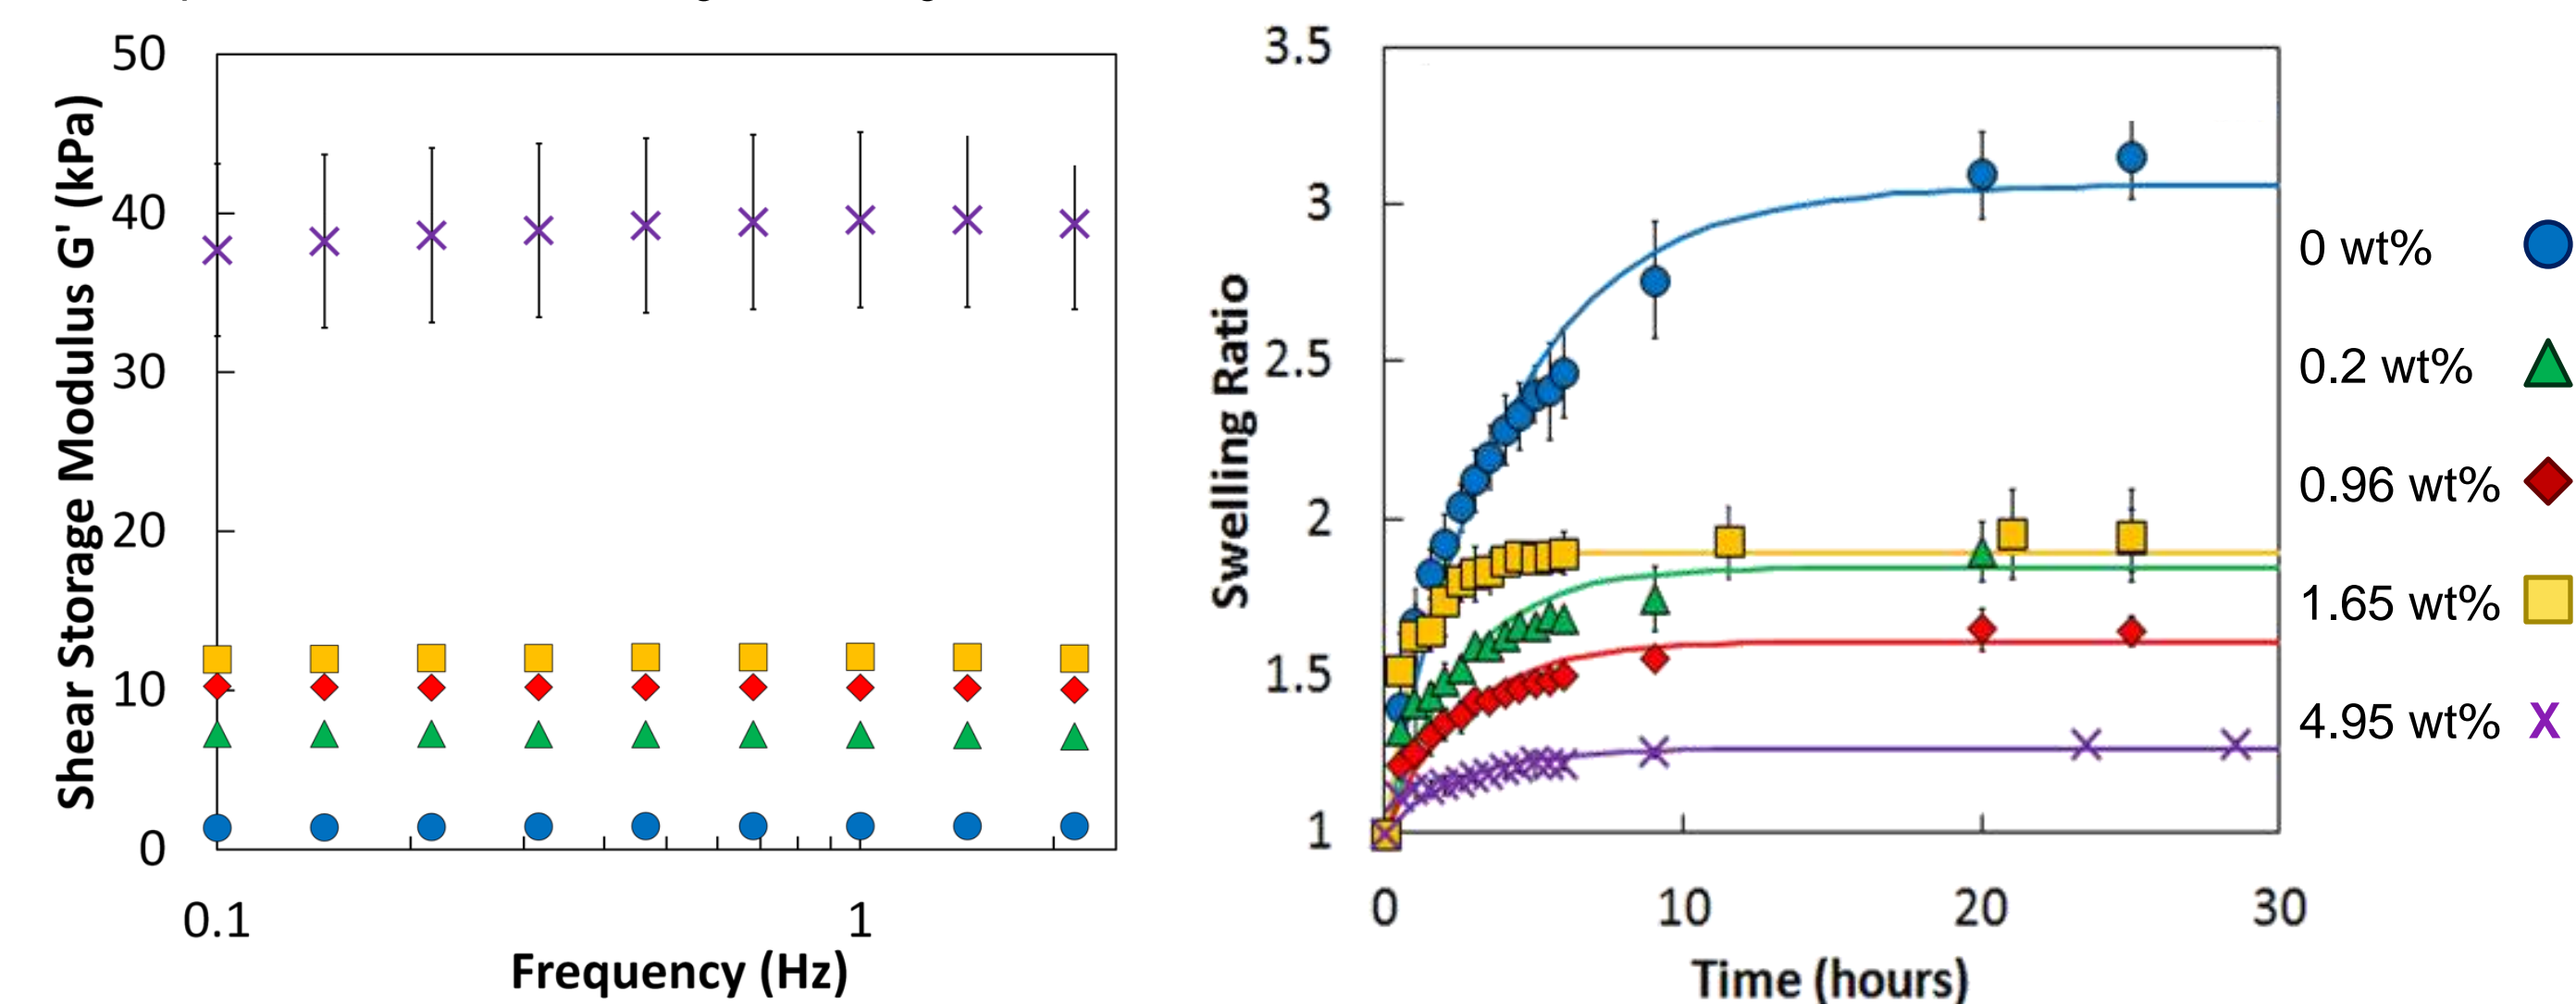 50
40
30
20
10
0
Shear Storage Modulus G' (kPa)
0.1
1
Frequency (Hz)
3.5
3
2.5
2
1.5
1
Swelling Ratio
0
10
20
30
Time (hours)
0 wt%
0.2 wt%
0.96 wt%
1.65 wt%
4.95 wt% X